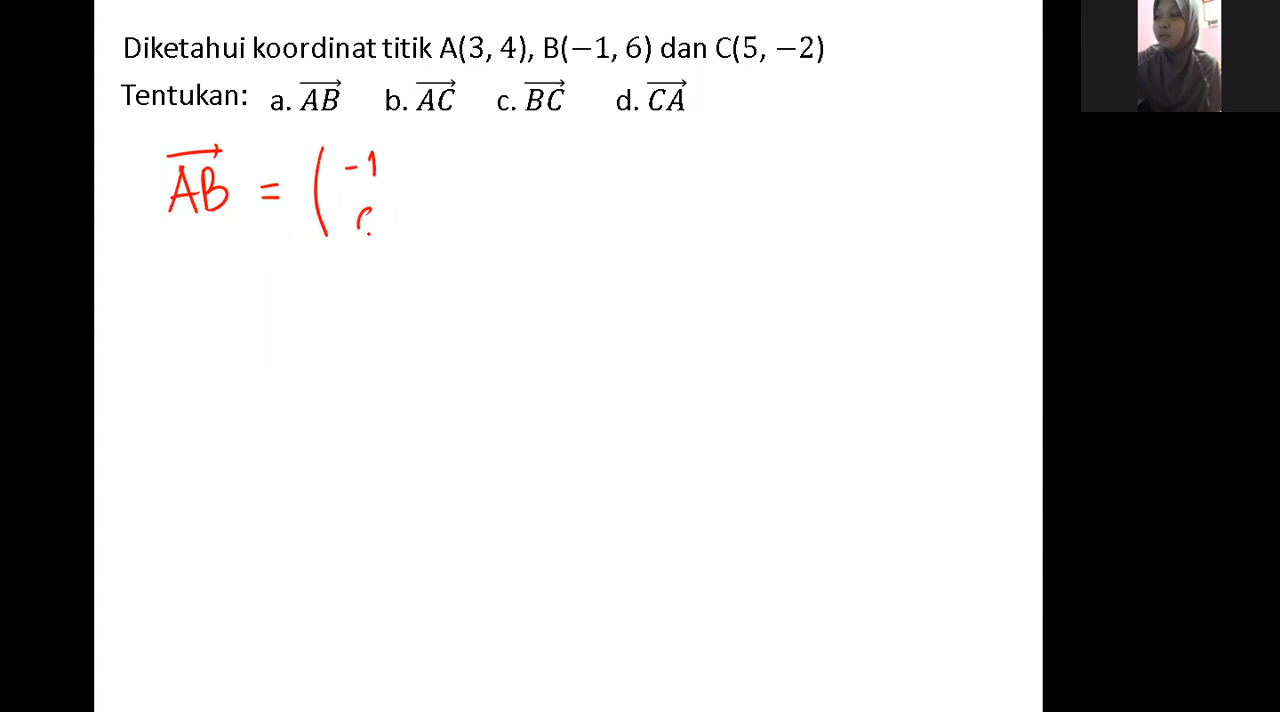 Diketahui koordinat titik A(3, 4), B(−1, 6) dan C(5, −2)
Tentukan: a. \overrightarrow{AB} b. \overrightarrow{AC} c. \overrightarrow{BC} d. \overrightarrow{CA}
\overrightarrow{AB} = ( -1